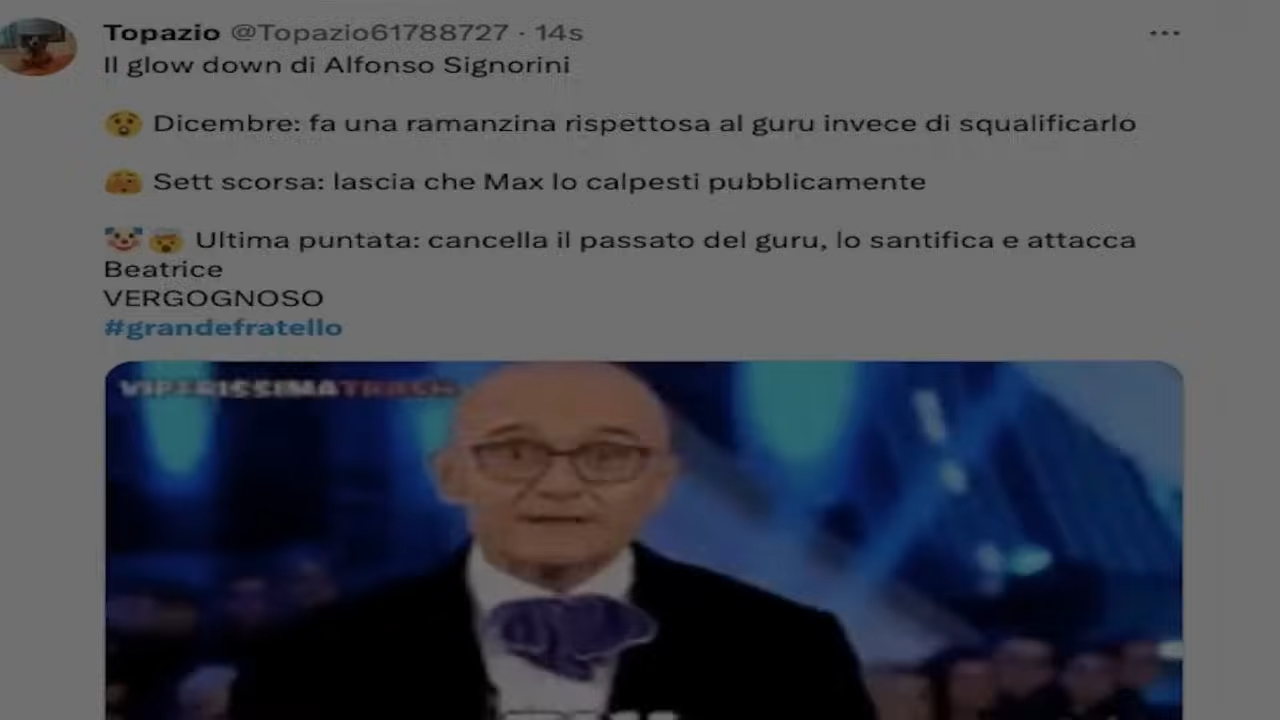 Topazio @Topazio61788727 · 14s
Il glow down di Alfonso Signorini
😲 Dicembre: fa una ramanzina rispettosa al guru invece di squalificarlo
🫣 Sett scorsa: lascia che Max lo calpesti pubblicamente
🤡🤯 Ultima puntata: cancella il passato del guru, lo santifica e attacca
Beatrice
VERGOGNOSO
#grandefratello
VIPERISSIMATRASH